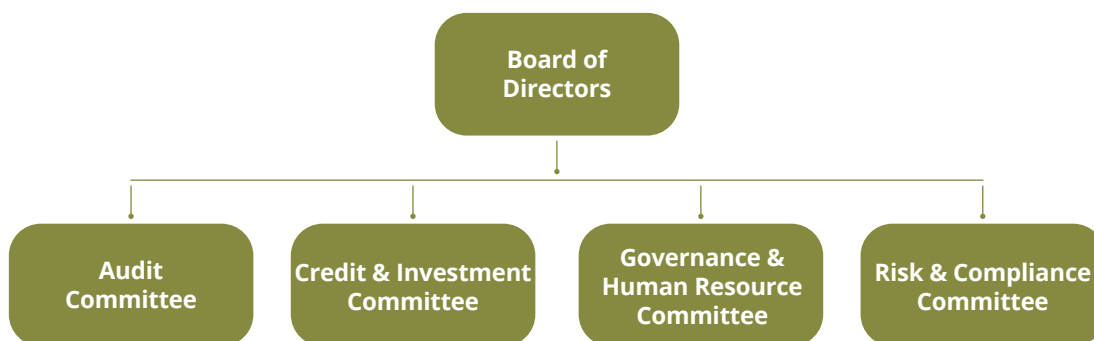 Board of
Directors
Audit
Committee
Credit & Investment
Committee
Governance &
Human Resource
Committee
Risk & Compliance
Committee